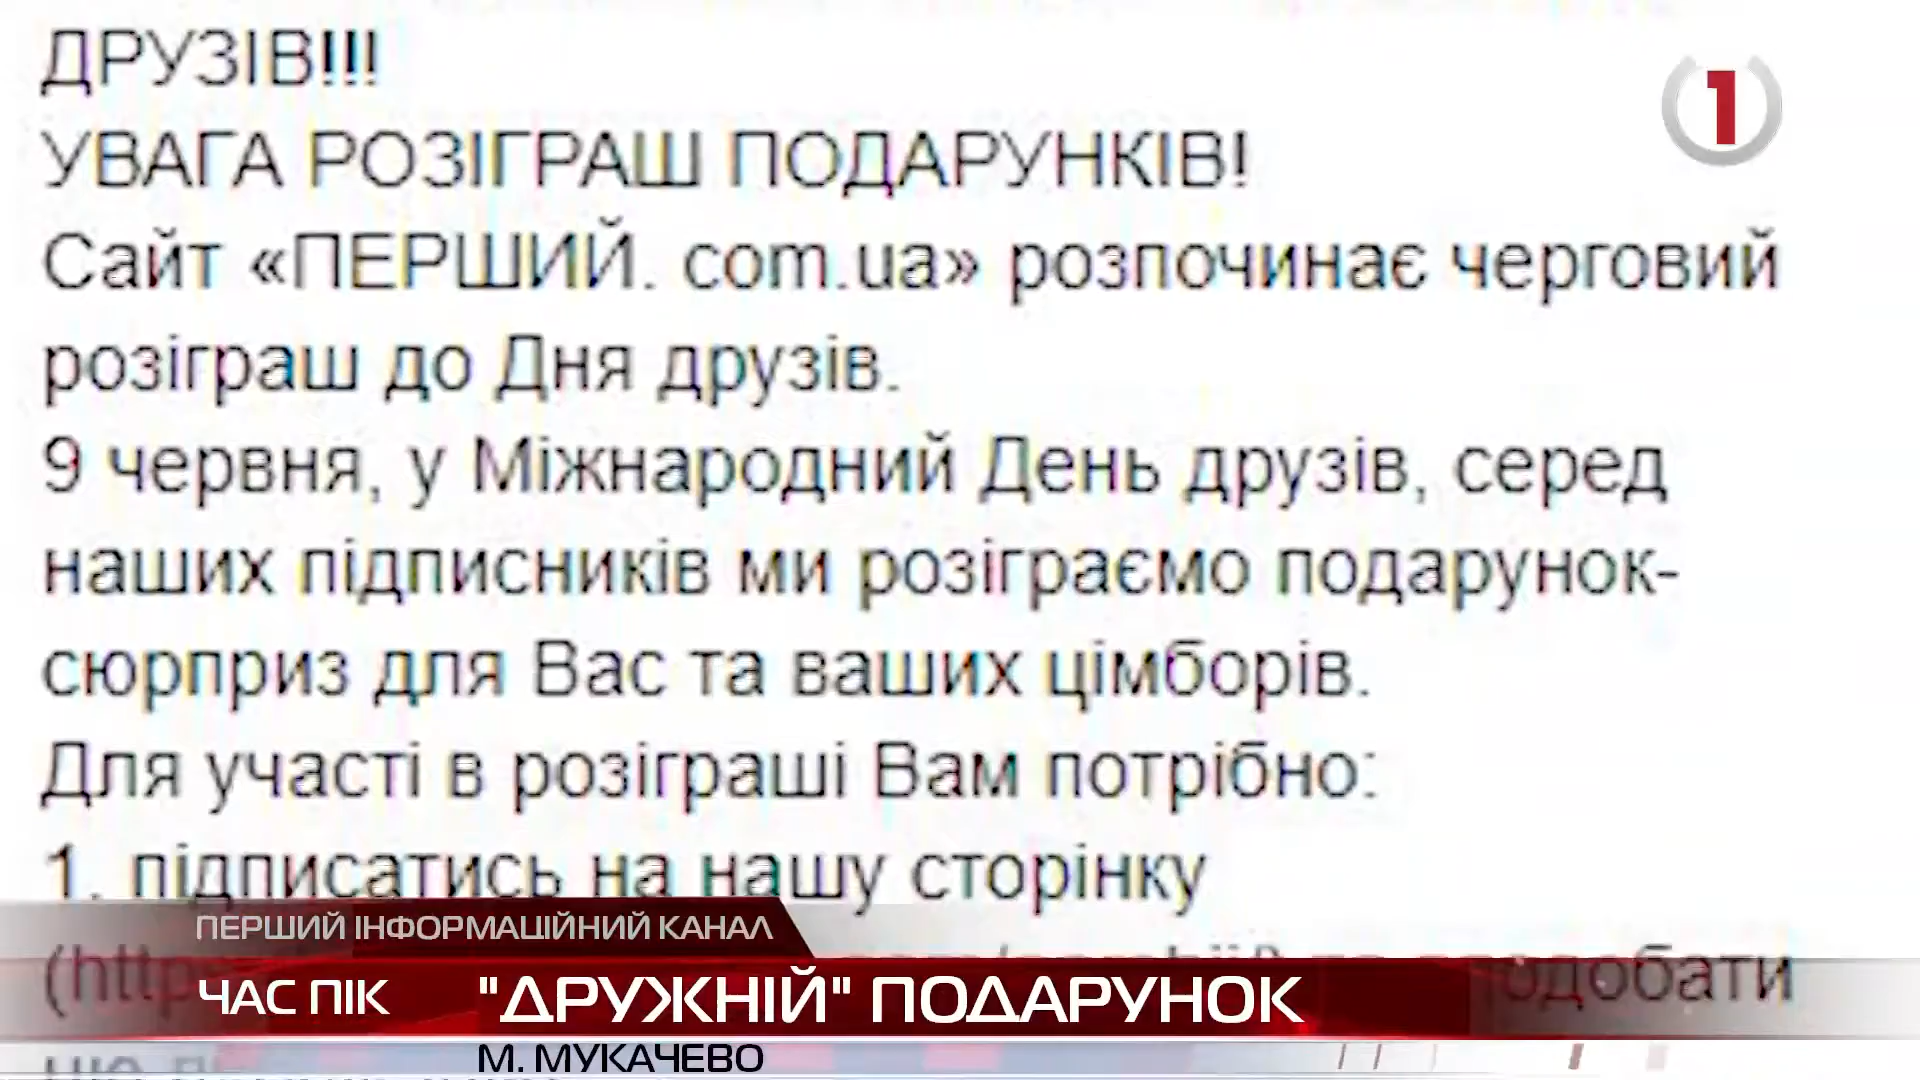 ДРУЗІВ!!!
1
УВАГА РОЗІГРАШ ПОДАРУНКІВ!
Сайт «ПЕРШИЙ. com.ua» розпочинає черговий
розіграш до Дня друзів.
9 червня, у Міжнародний День друзів, серед
наших підписників ми розіграємо подарунок-
сюрприз для Вас та ваших цімборів.
Для участі в розіграші Вам потрібно:
1. підписатись на нашу сторінку
ПЕРШИЙ ІНФОРМАЦІЙНИЙ КАНАЛ
ЧАС ПІК "ДРУЖНІЙ" ПОДАРУНОК
М. МУКАЧЕВО